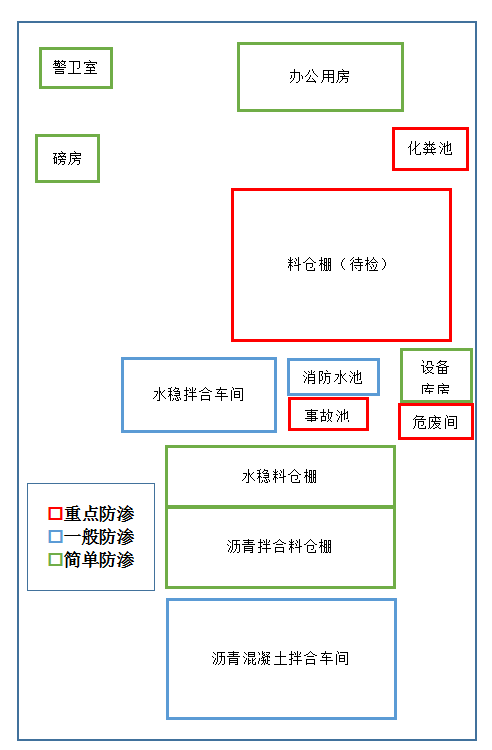 警卫室
办公用房
磅房
化粪池
料仓棚（待检）
水稳拌合车间
消防水池
设备
库房
事故池
危废间
水稳料仓棚
重点防渗
一般防渗
简单防渗
沥青拌合料仓棚
沥青混凝土拌合车间